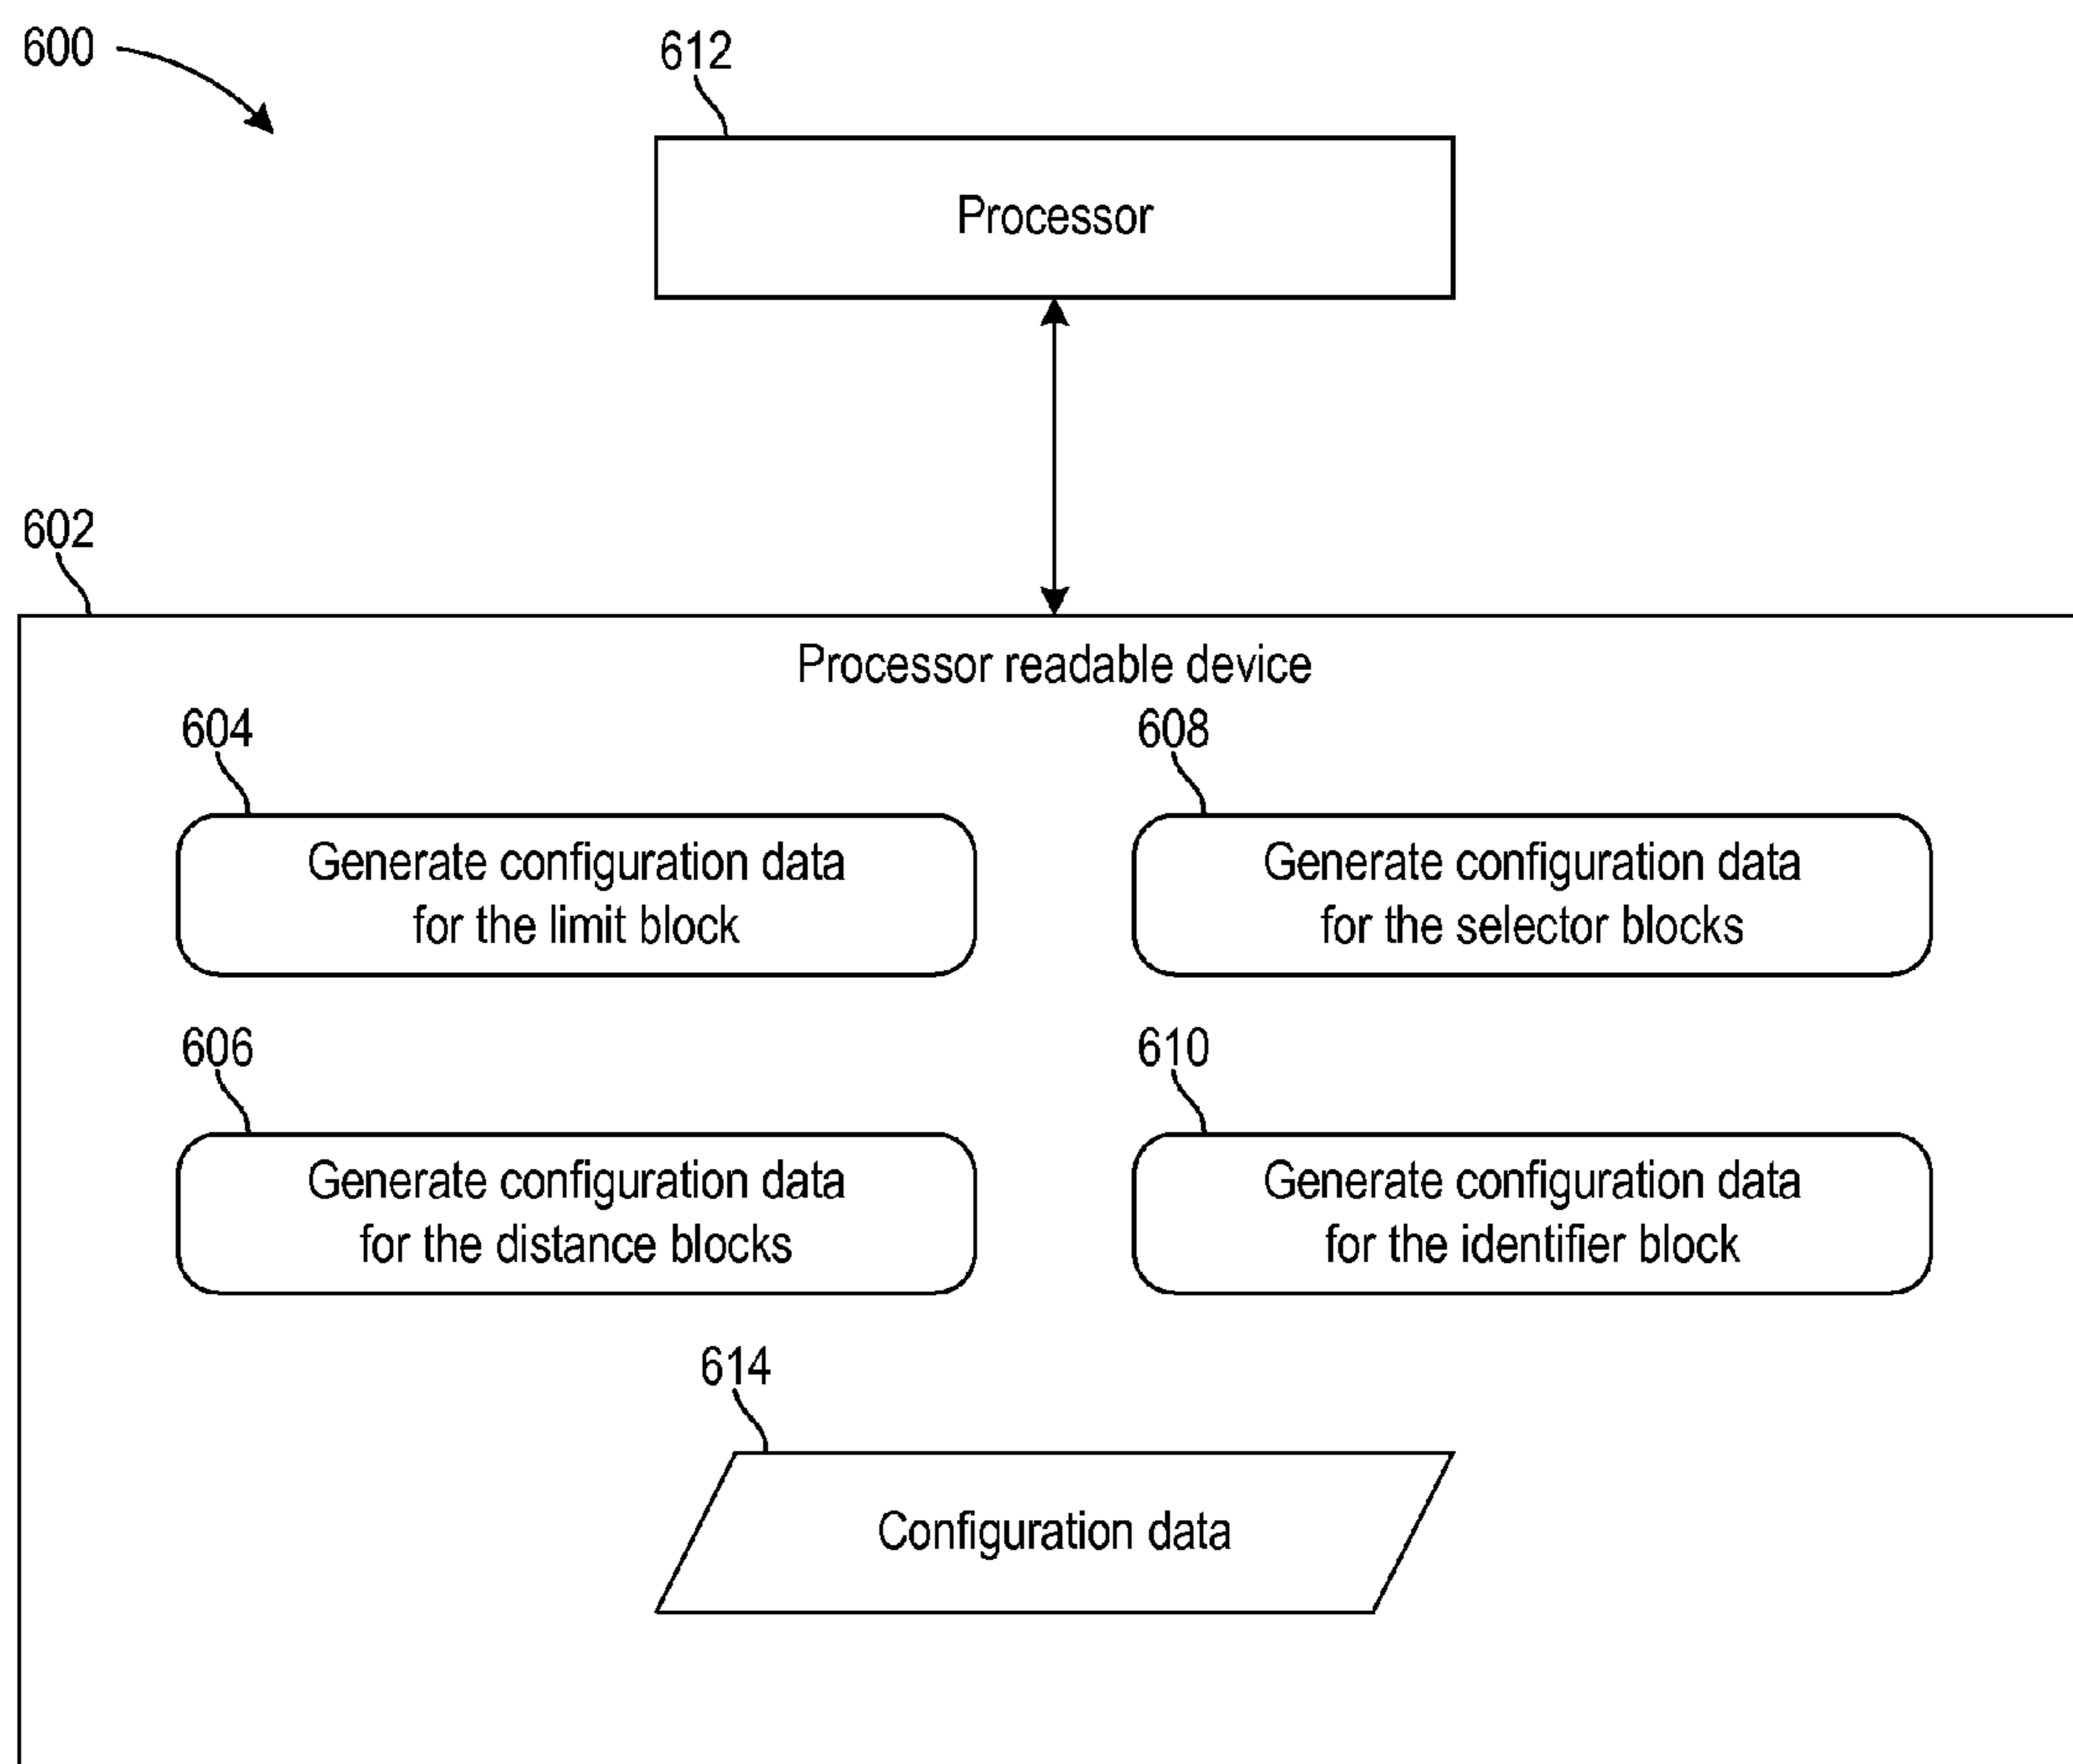 600
612
Processor
602
Processor readable device
604
608
Generate configuration data
for the limit block
Generate configuration data
for the selector blocks
606
610
Generate configuration data
for the distance blocks
Generate configuration data
for the identifier block
614
Configuration data